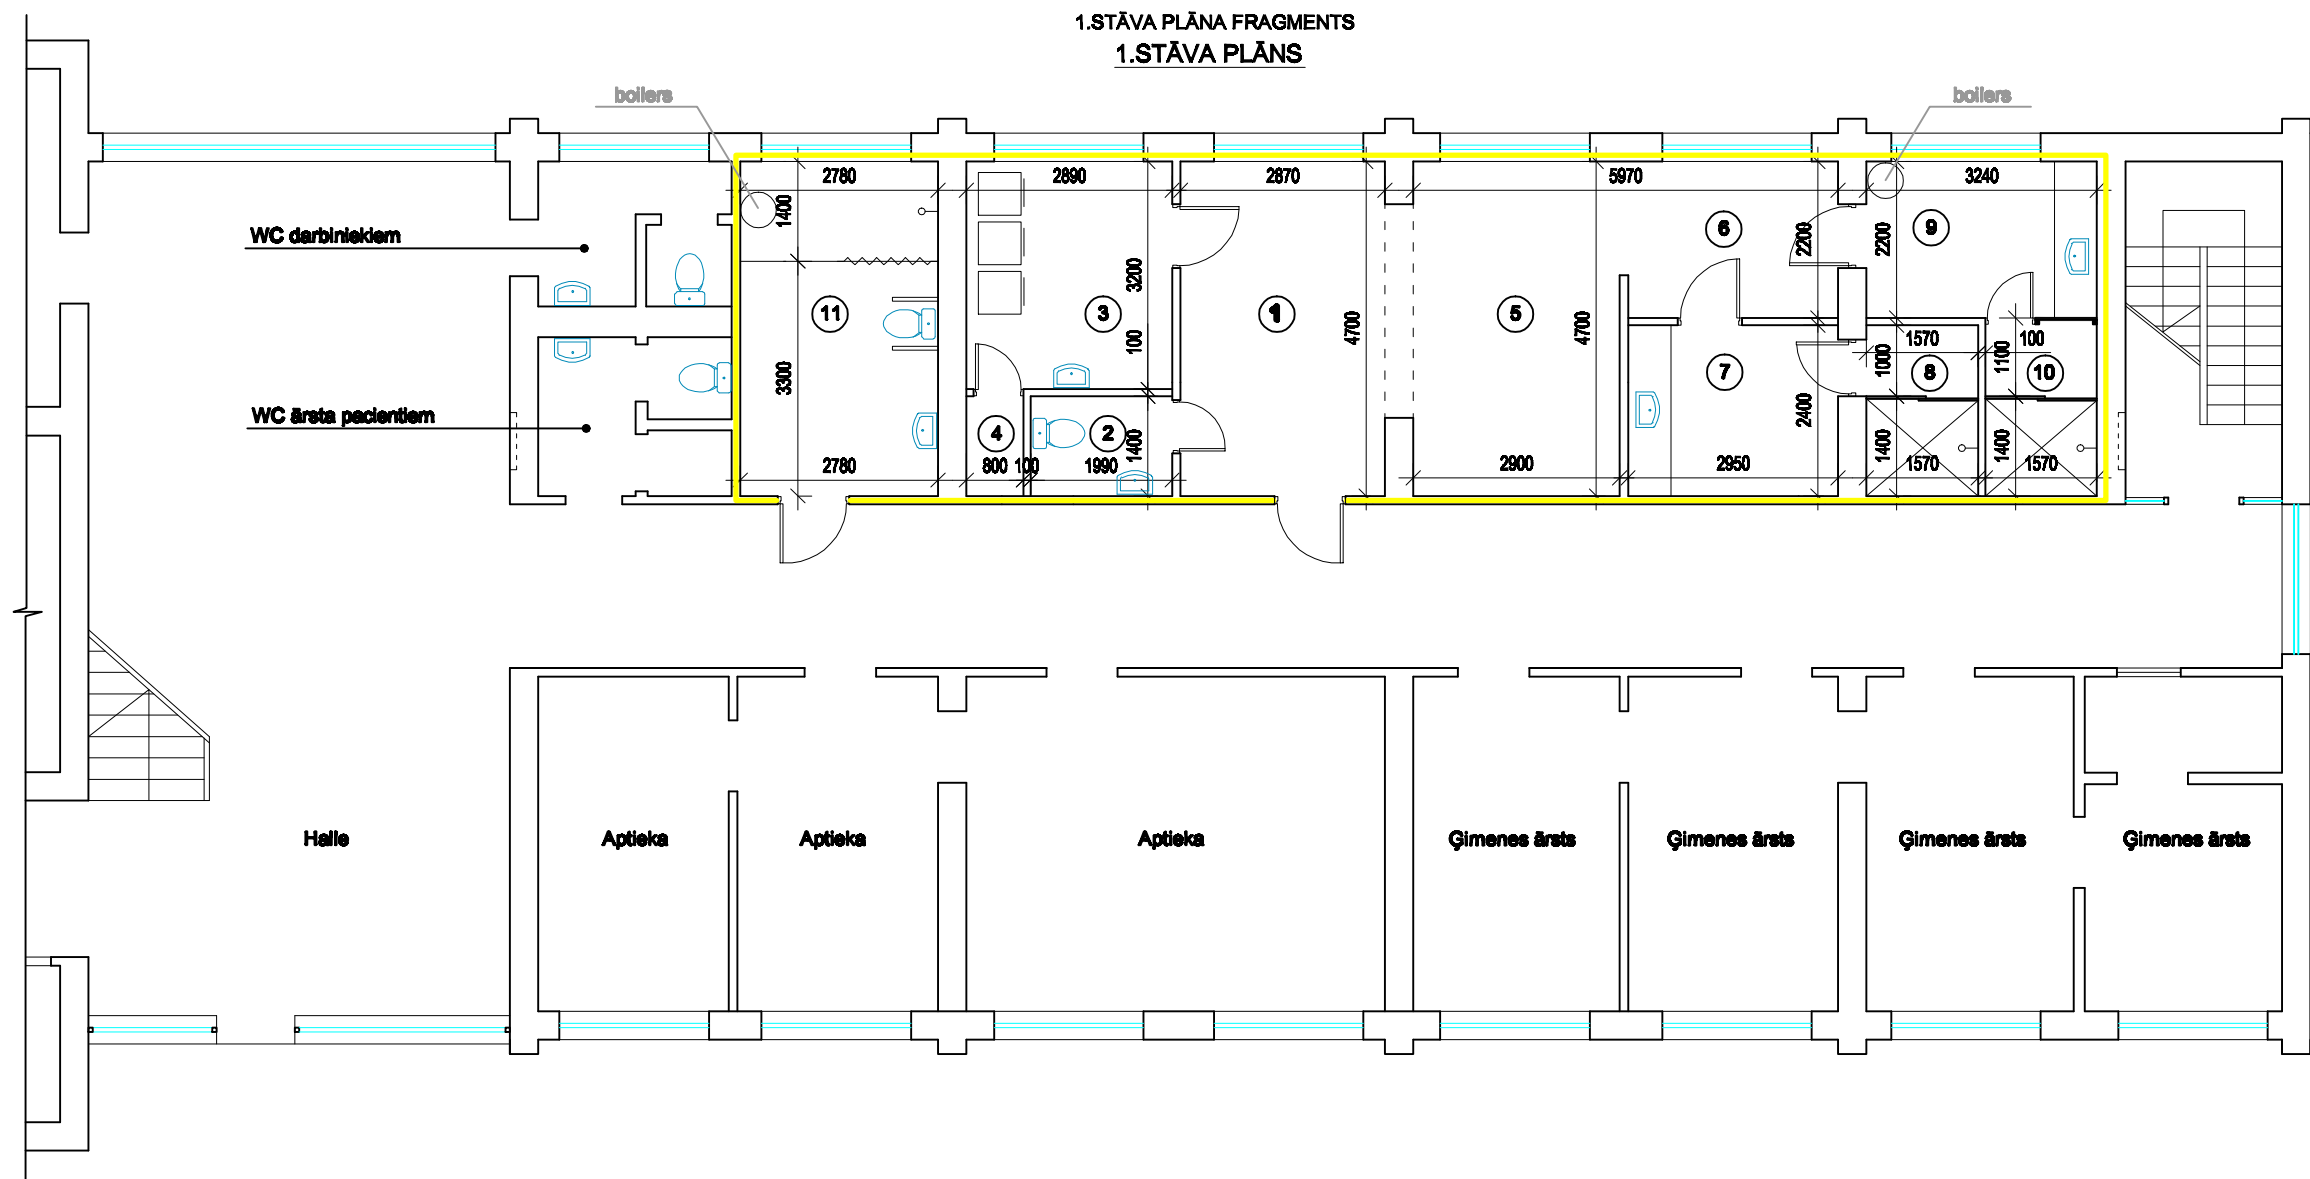 1.STĀVA PLĀNA FRAGMENTS
1.STĀVA PLĀNS
boilers
boilers
2780
2890
2870
5970
3240
1400
WC darbiniekiem
6
9
2200
2200
3200
11
3
1
5
4700
4700
100
1570
100
1000
1100
3300
7
8
10
WC ārsta pacientiem
2400
4
2
1400
1400
1400
2780
800
100
1990
2900
2950
1570
1570
Halle
Aptieka
Aptieka
Aptieka
Ģimenes ārsts
Ģimenes ārsts
Ģimenes ārsts
Ģimenes ārsts